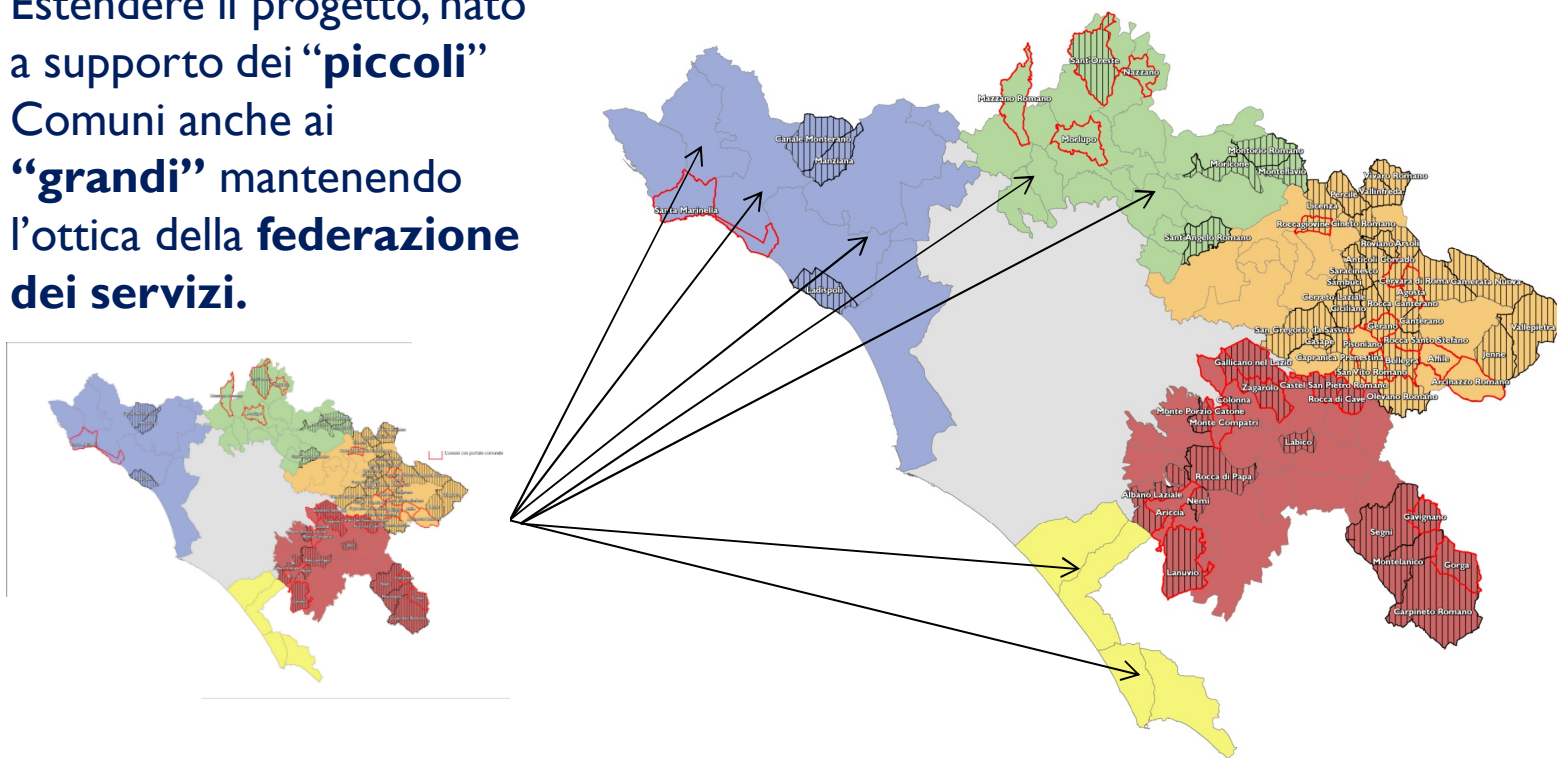 Estendere il progetto, nato
a supporto dei “piccoli”
Comuni anche ai
“grandi” mantenendo
l’ottica della federazione
dei servizi.
Sant'Oreste
Nazzano
Mazzano Romano
Morlupo
Canale Monterano
Manziana
Santa Marinella
Ladispoli
Montorio Romano
Moricone
Montelflavio
Sant'Angelo Romano
Vivaro Romano
Percile
Vallinfreda
Licenza
Roccagiovine
Cineto Romano
Roviano
Arsoli
Anticoli Corrado
Saracinesco
Sambuci
Cervara di Roma
Camerata Nuova
Agosta
Cerreto Laziale
Rocca Canterano
Ciciliano
Gerano
Canterano
Vallepietra
San Gregorio da Sassola
Casape
Pisoniano
Rocca Santo Stefano
Jenne
Capranica Prenestina
Bellegra
Affile
San Vito Romano
Arcinazzo Romano
Gallicano nel Lazio
Zagarolo
Castel San Pietro Romano
Rocca di Cave
Olevano Romano
Colonna
Monte Porzio Catone
Monte Compatri
Labico
Rocca di Papa
Albano Laziale
Nemi
Ariccia
Lanuvio
Gavignano
Segni
Montelanico
Gorga
Carpineto Romano
Comuni con portale comunale